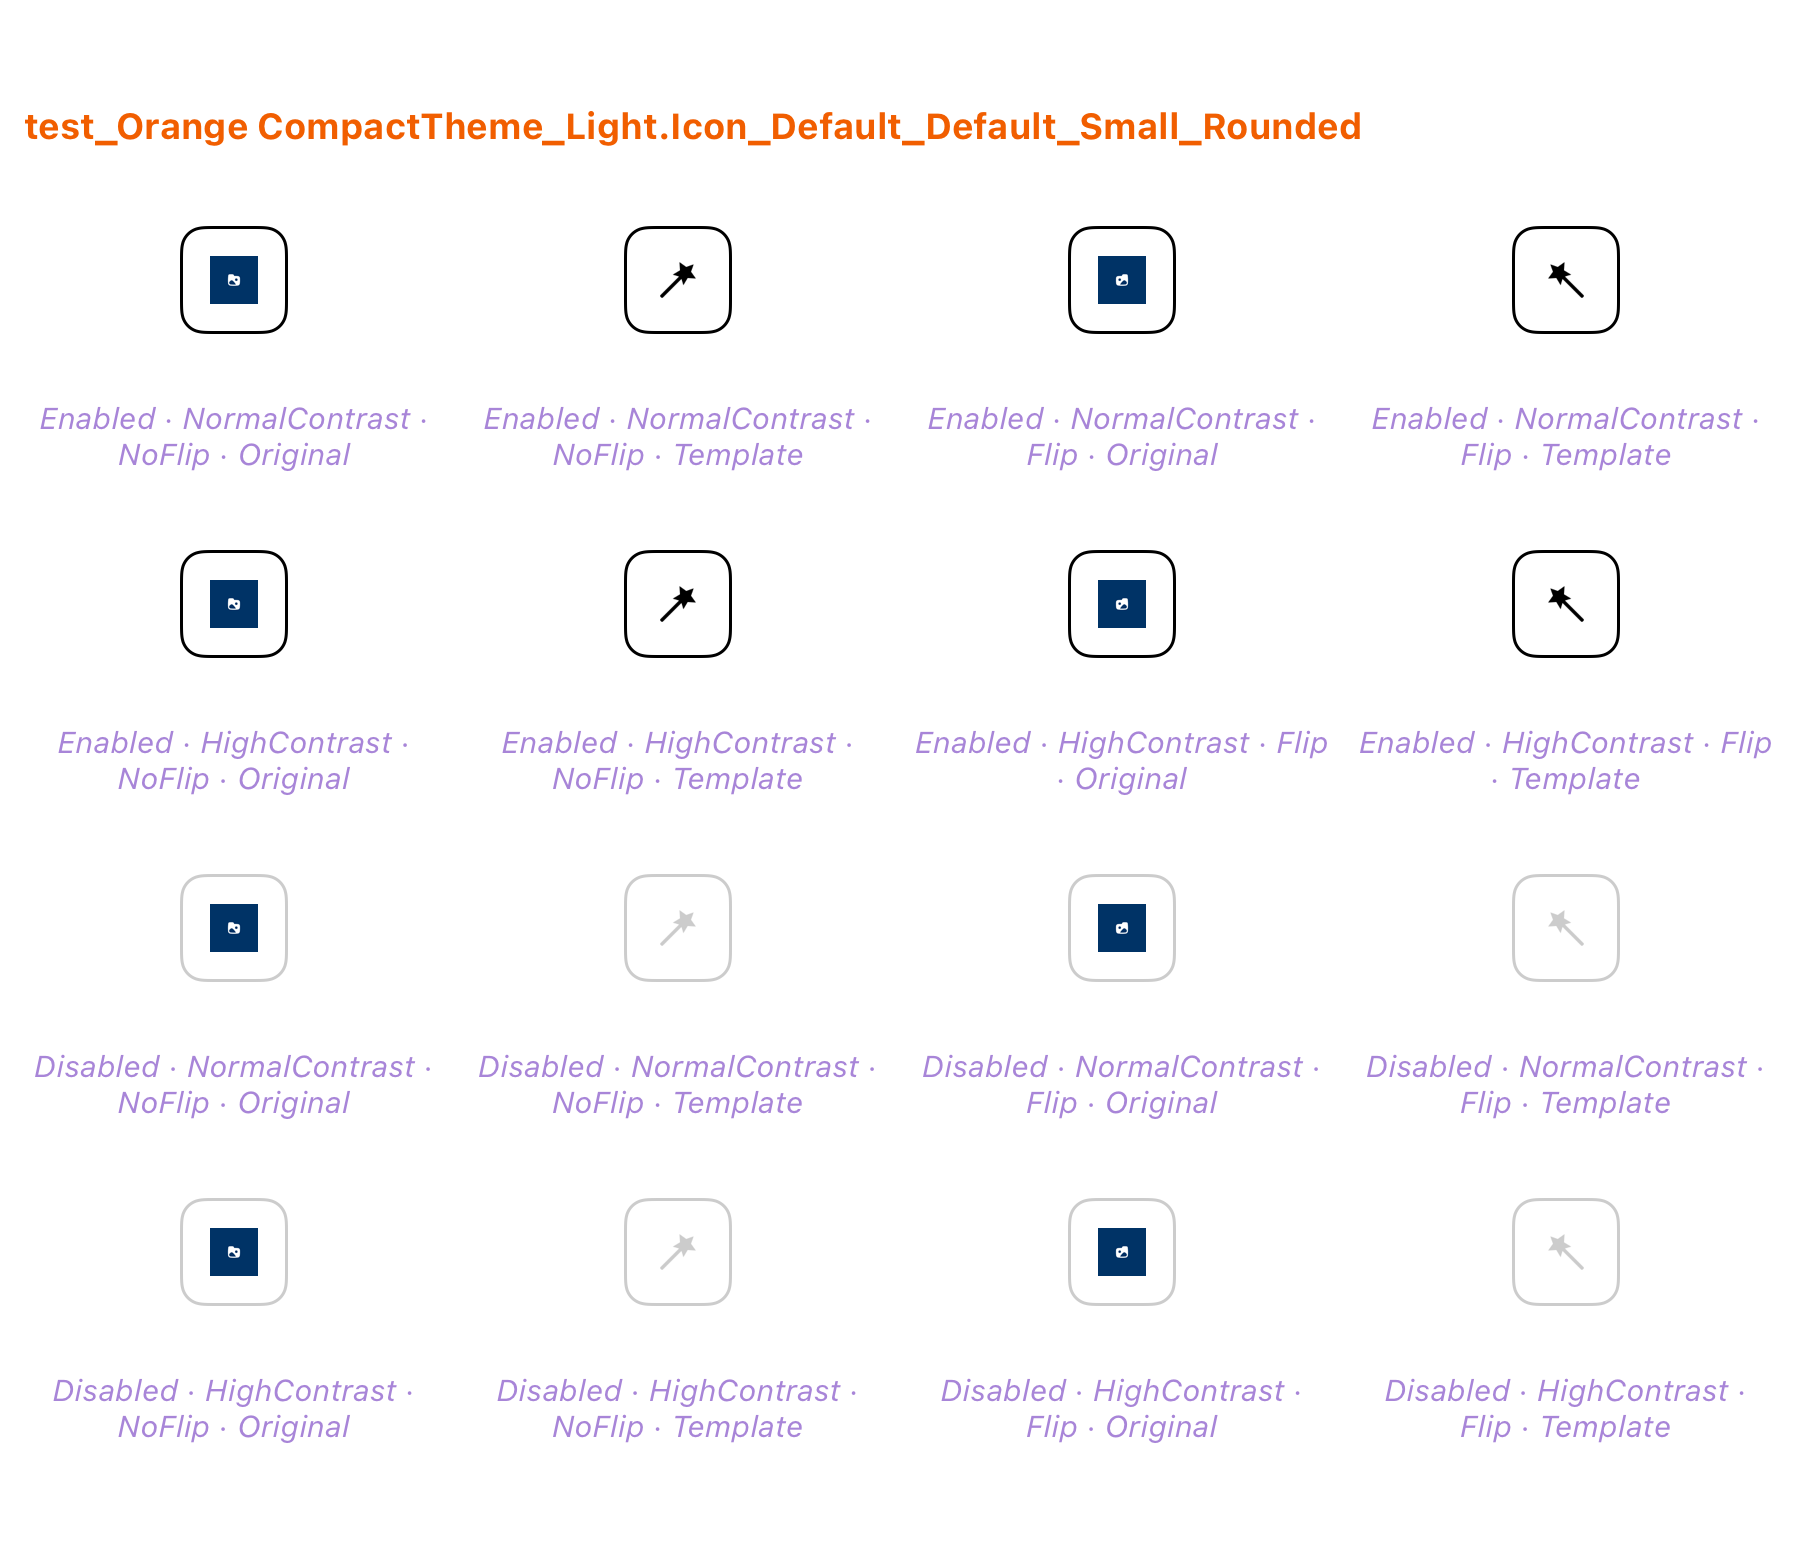 test_Orange CompactTheme_Light.Icon_Default_Default_Small_Rounded
Enabled · NormalContrast ·
NoFlip · Original
Enabled · NormalContrast ·
NoFlip · Template
Enabled · NormalContrast ·
Flip · Original
Enabled · NormalContrast ·
Flip · Template
Enabled · HighContrast ·
NoFlip · Original
Enabled · HighContrast ·
NoFlip · Template
Enabled · HighContrast · Flip
· Original
Enabled · HighContrast · Flip
· Template
Disabled · NormalContrast ·
NoFlip · Original
Disabled · NormalContrast ·
NoFlip · Template
Disabled · NormalContrast ·
Flip · Original
Disabled · NormalContrast ·
Flip · Template
Disabled · HighContrast ·
NoFlip · Original
Disabled · HighContrast ·
NoFlip · Template
Disabled · HighContrast ·
Flip · Original
Disabled · HighContrast ·
Flip · Template